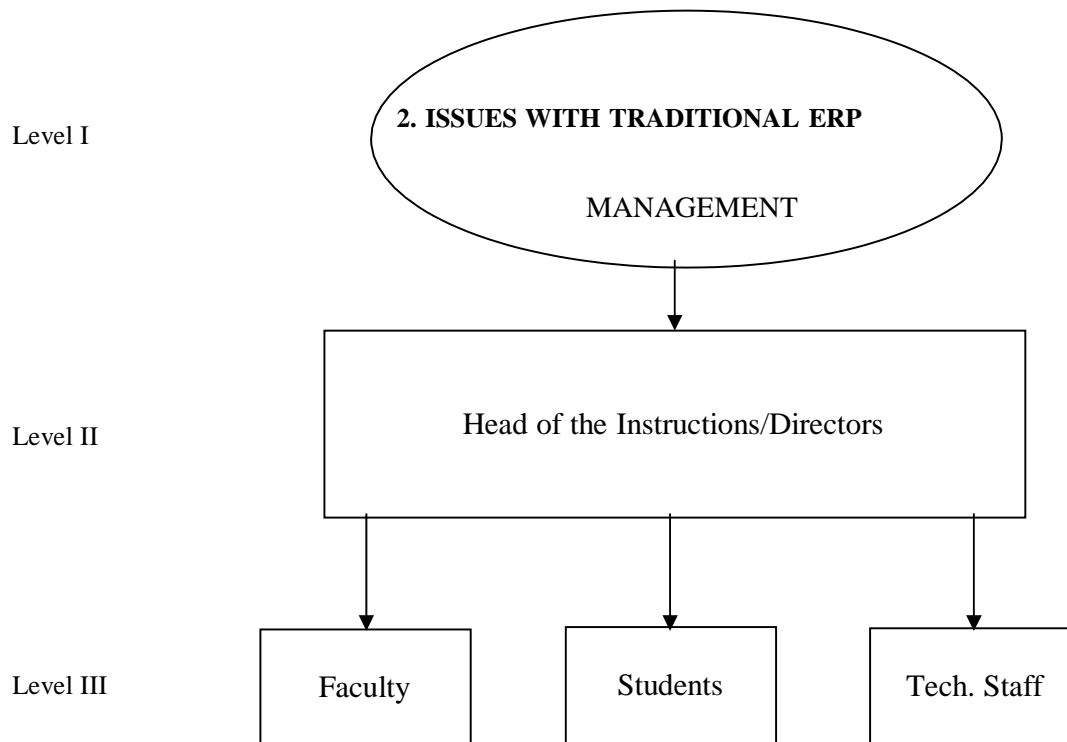 2. ISSUES WITH TRADITIONAL ERP
Level I
MANAGEMENT
Head of the Instructions/Directors
Level II
Level III
Faculty
Students
Tech. Staff